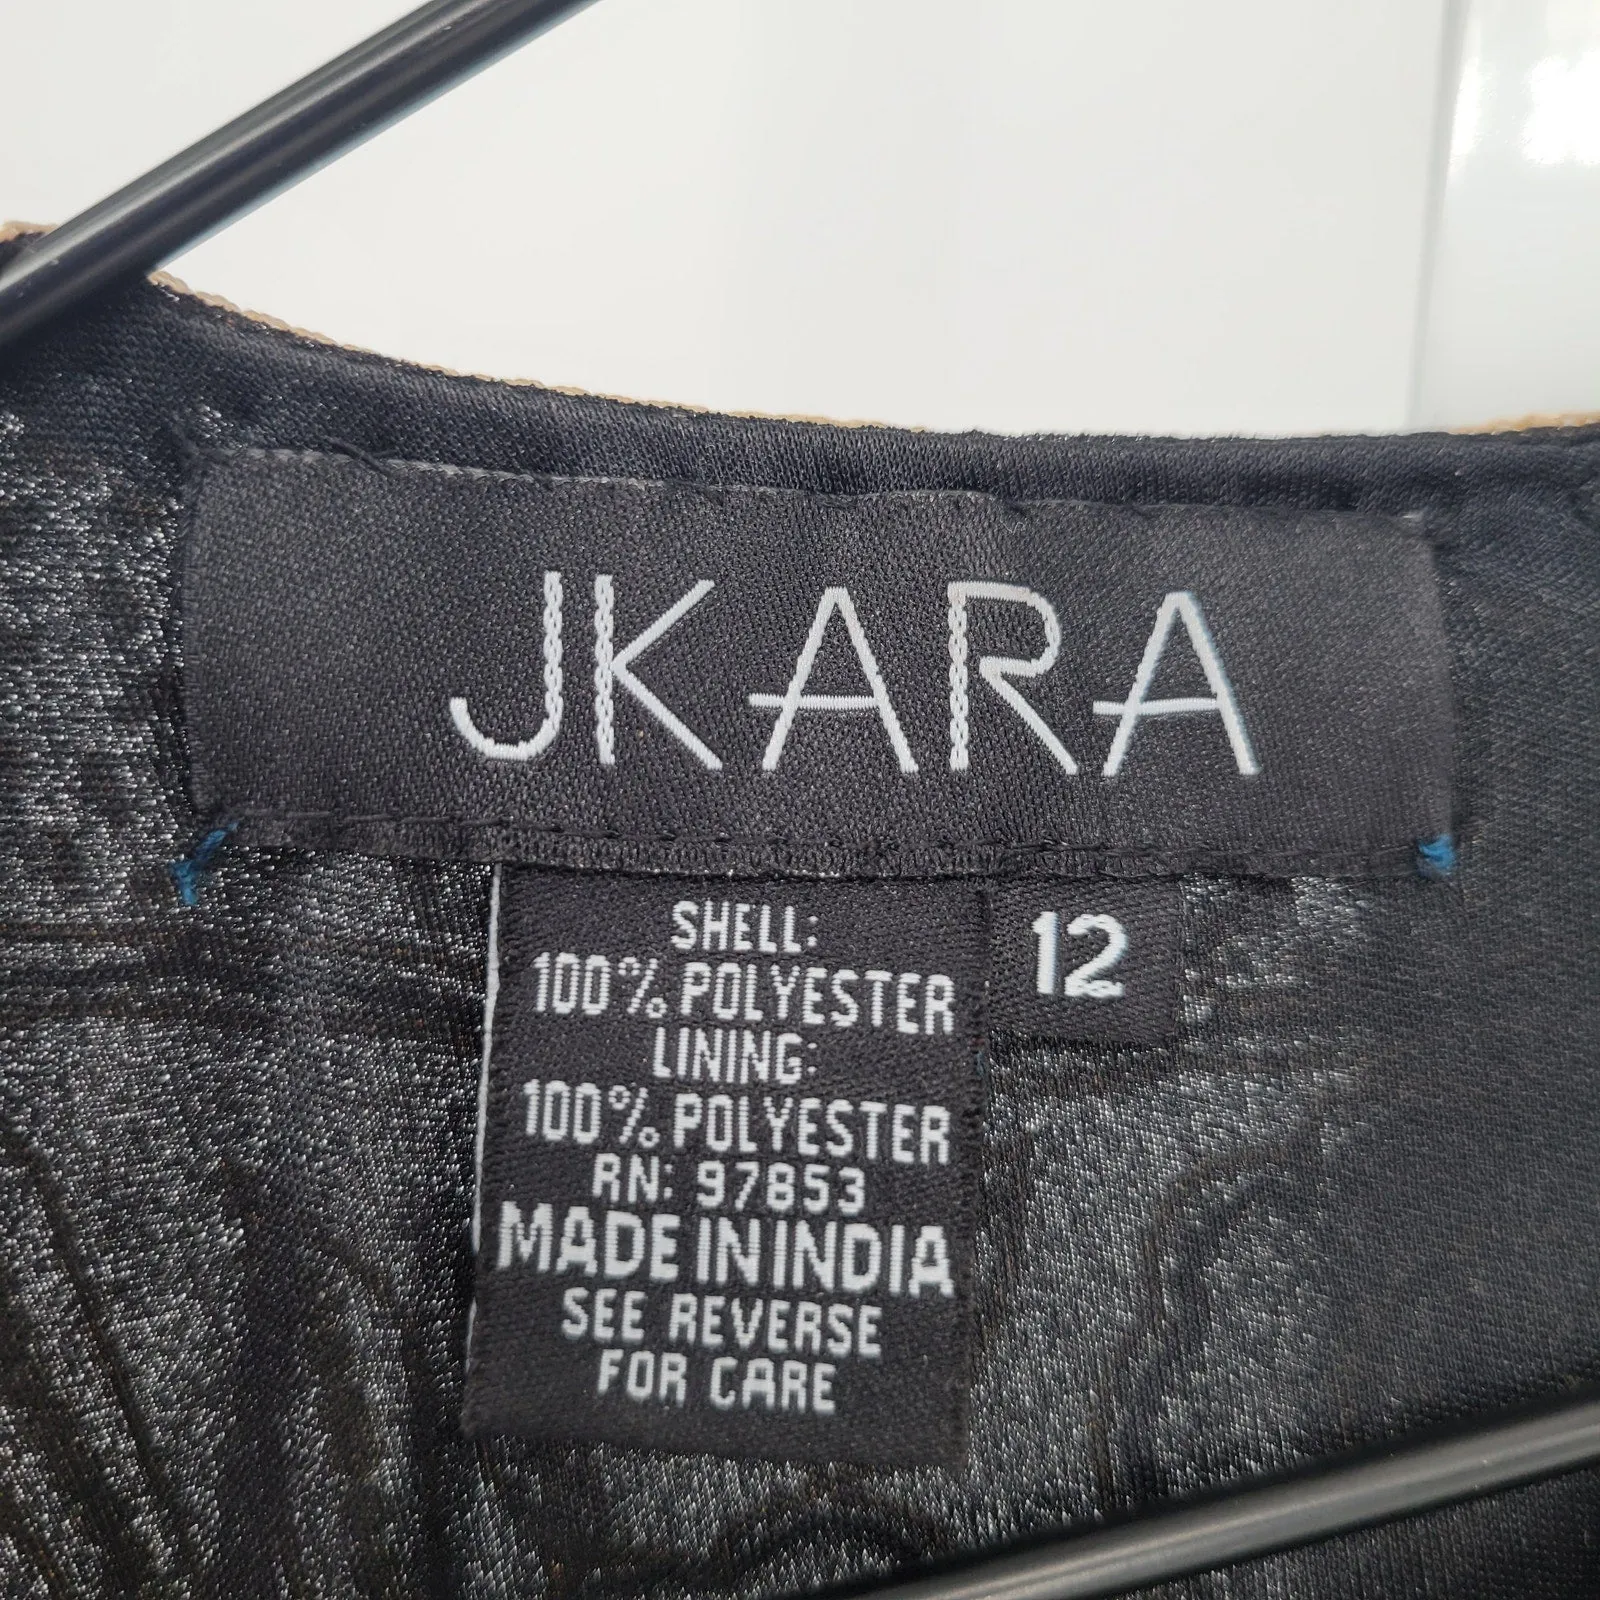 JKARA
SHELL:
100% POLYESTER
LINING:
100% POLYESTER
RN: 97853
MADE IN INDIA
SEE REVERSE
FOR CARE
12